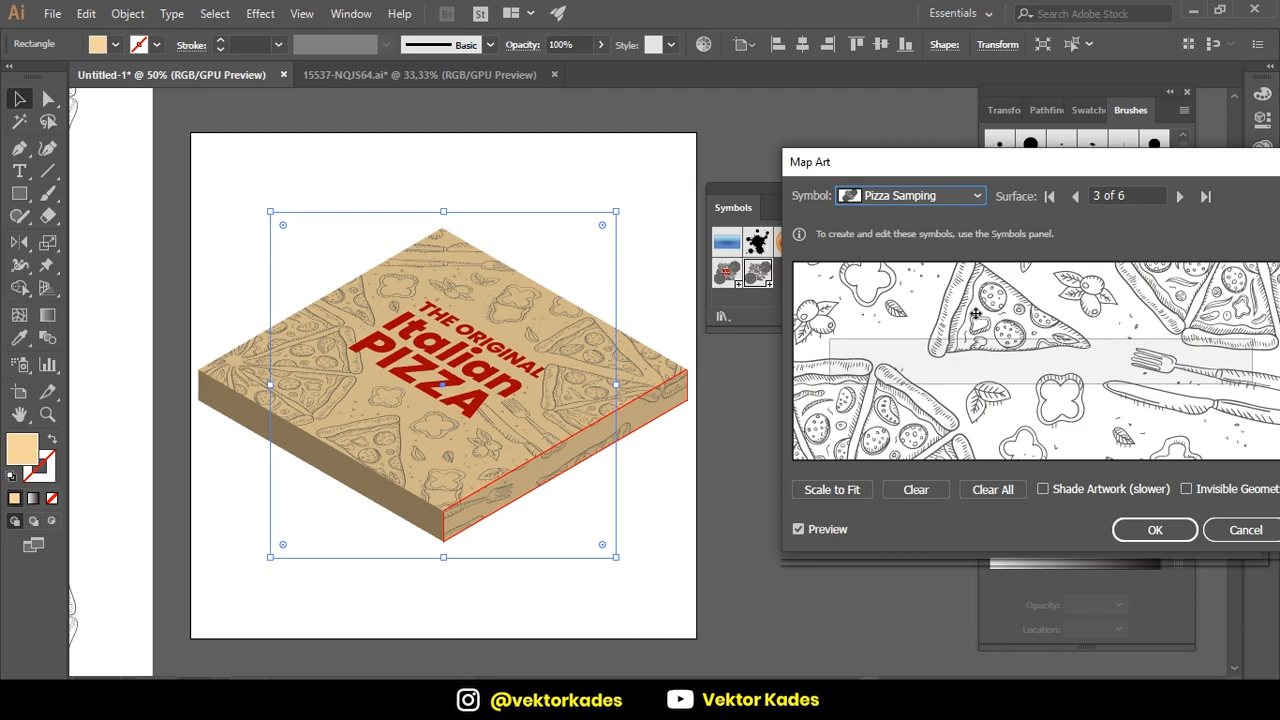 Ai File Edit Object Type Select Effect View Window Help Br St Essentials Search Adobe Stock
Rectangle Stroke: Basic Opacity: 100% Style: Shape: Transform
Untitled-1* @ 50% (RGB/GPU Preview) 15537-NQJS64.ai* @ 33,33% (RGB/GPU Preview)
Transfo Pathfin Swatche Brushes
Map Art
Symbol: Pizza Samping Surface: 3 of 6
Symbols
To create and edit these symbols, use the Symbols panel.
THE ORIGINAL
Italian
PIZZA
Scale to Fit Clear Clear All Shade Artwork (slower) Invisible Geomet
Preview OK Cancel
Opacity:
Location:
@vektorkades Vektor Kades